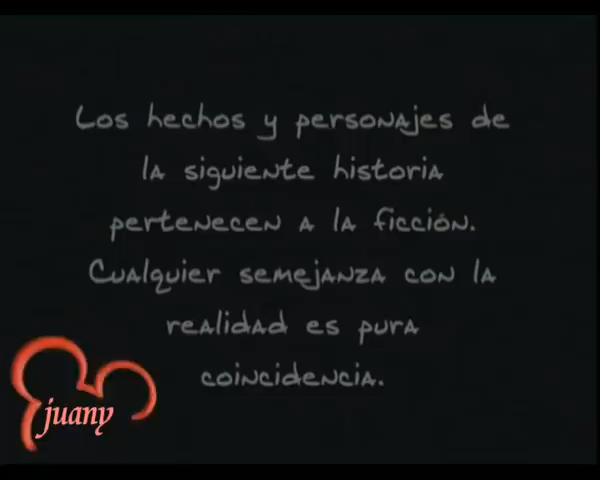 Los hechos y personajes de
la siguiente historia
pertenecen a la ficción.
Cualquier semejanza con la
realidad es pura
coincidencia.
juany